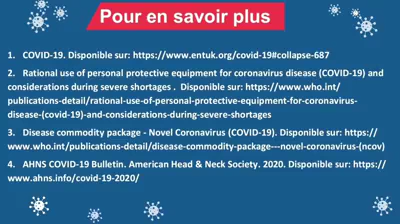 Pour en savoir plus
1. COVID-19. Disponible sur: https://www.entuk.org/covid-19#collapse-687
2. Rational use of personal protective equipment for coronavirus disease (COVID-19) and
considerations during severe shortages . Disponible sur: https://www.who.int/
publications-detail/rational-use-of-personal-protective-equipment-for-coronavirus-
disease-(covid-19)-and-considerations-during-severe-shortages
3. Disease commodity package - Novel Coronavirus (COVID-19). Disponible sur: https://
www.who.int/publications-detail/disease-commodity-package---novel-coronavirus-(ncov)
4. AHNS COVID-19 Bulletin. American Head & Neck Society. 2020. Disponible sur: https://
www.ahns.info/covid-19-2020/